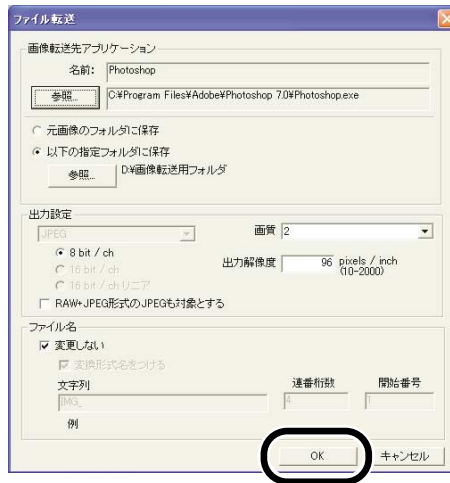 ファイル転送
画像転送先アプリケーション
名前: Photoshop
参照... C:¥Program Files¥Adobe¥Photoshop 7.0¥Photoshop.exe
元画像のフォルダに保存
以下の指定フォルダに保存
参照... D:¥画像転送用フォルダ
出力設定
JPEG 画質 2
8 bit / ch
16 bit / ch
16 bit / ch リニア
出力解像度 96 pixels / inch
(10-2000)
RAW+JPEG形式のJPEGも対象とする
ファイル名
変更しない
変換形式名をつける
文字列 連番桁数 開始番号
IMG_ 4 1
例
OK キャンセル